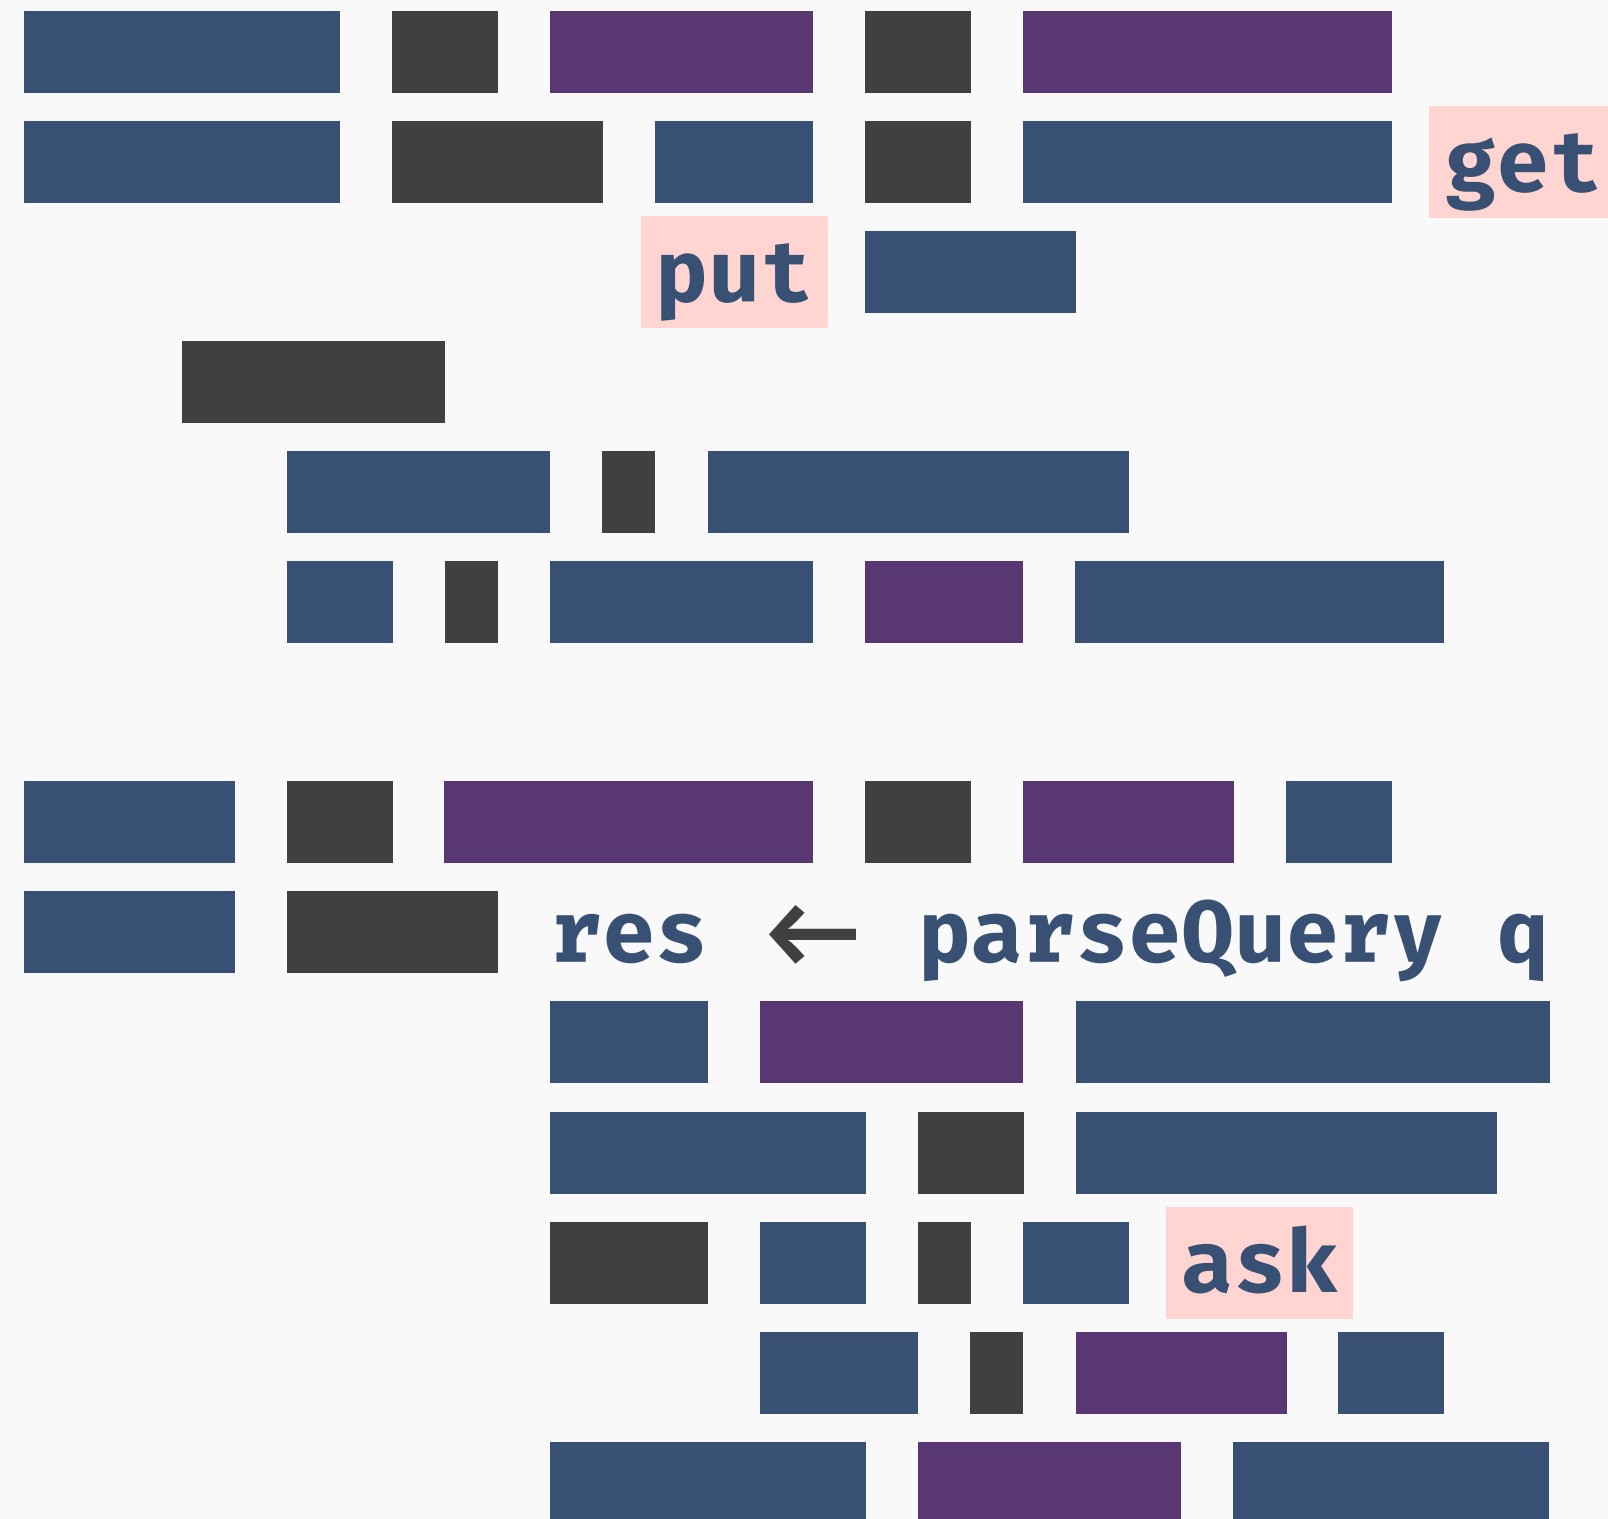 get
put
res ← parseQuery q
ask